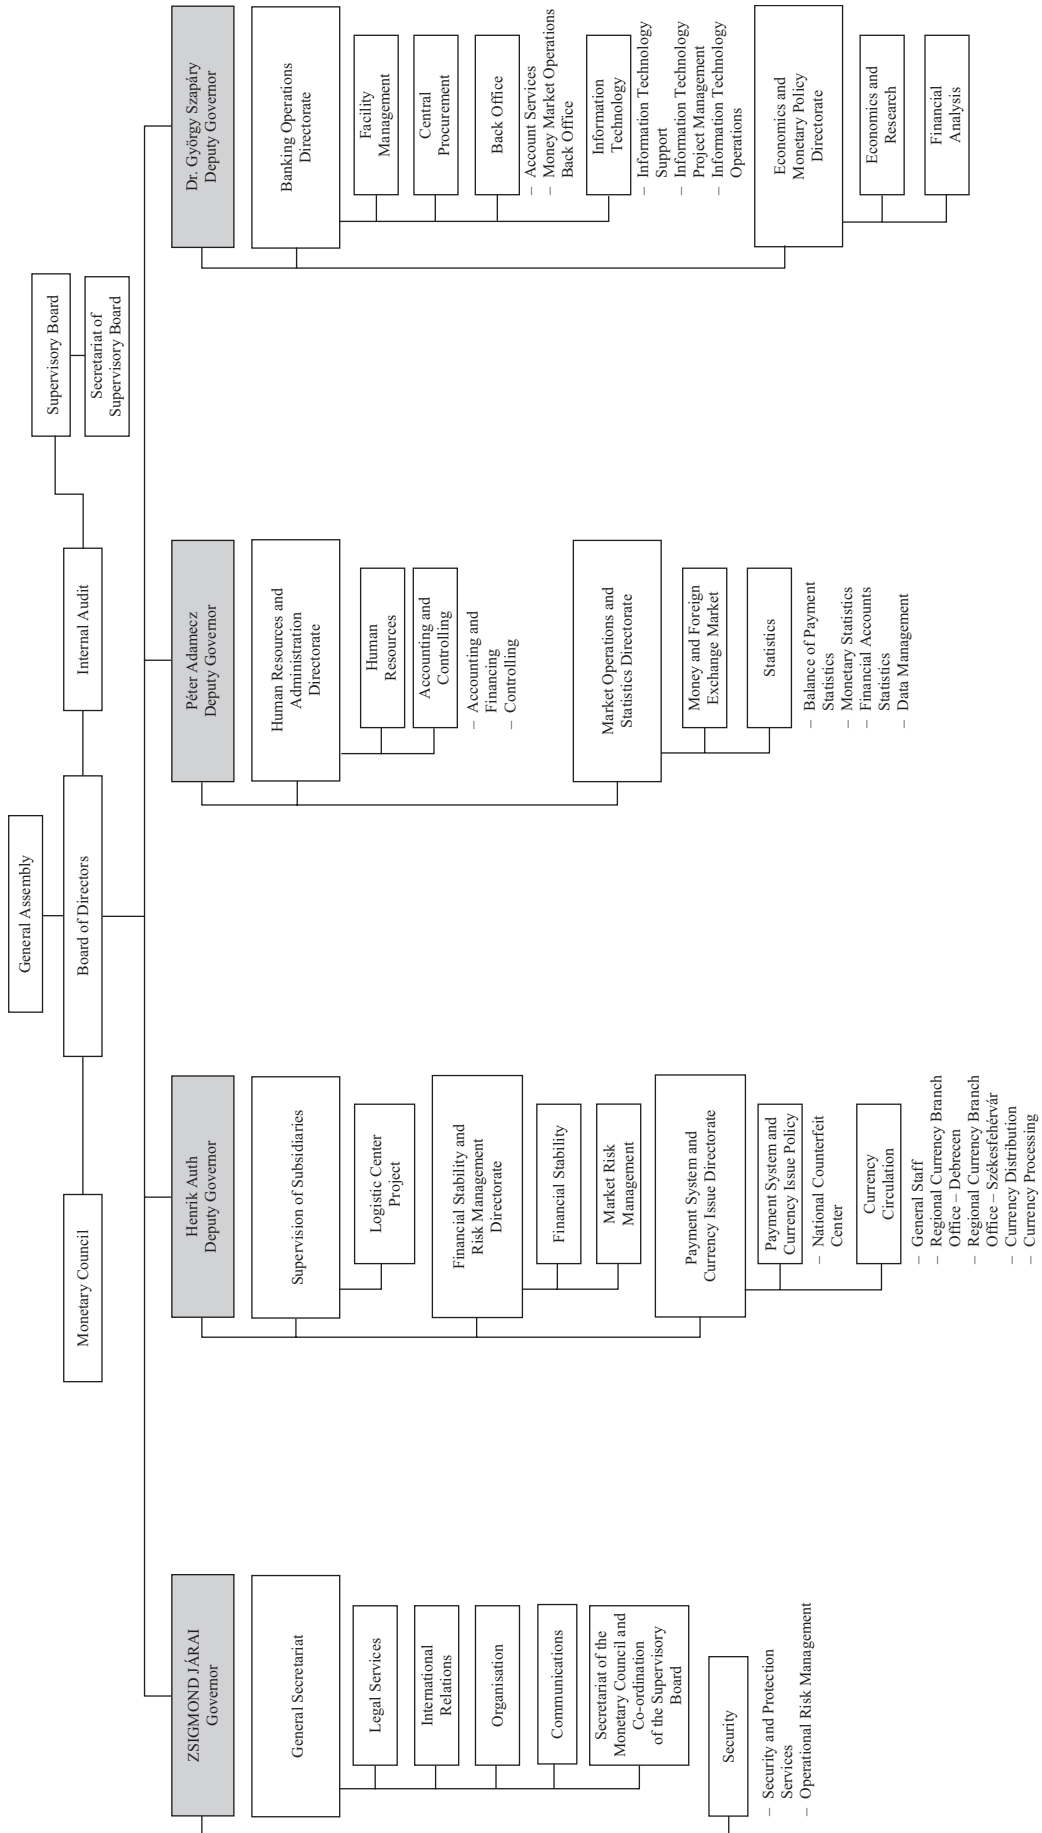 General Assembly
Monetary Council
Board of Directors
Internal Audit
Supervisory Board
Secretariat of
Supervisory Board
ZSIGMOND JÁRAI
Governor
General Secretariat
Legal Services
International
Relations
Organisation
Communications
Secretariat of the
Monetary Council and
Co-ordination
of the Supervisory
Board
Security
– Security and Protection
Services
– Operational Risk Management
Henrik Auth
Deputy Governor
Supervision of Subsidiaries
Logistic Center
Project
Financial Stability and
Risk Management
Directorate
Financial Stability
Market Risk
Management
Payment System and
Currency Issue Directorate
Payment System and
Currency Issue Policy
– National Counterfeit
Center
Currency
Circulation
– General Staff
– Regional Currency Branch
Office – Debrecen
– Regional Currency Branch
Office – Székesfehérvár
– Currency Distribution
– Currency Processing
Péter Adamecz
Deputy Governor
Human Resources and
Administration
Directorate
Human
Resources
Accounting and
Controlling
– Accounting and
Financing
– Controlling
Market Operations and
Statistics Directorate
Money and Foreign
Exchange Market
Statistics
– Balance of Payment
Statistics
– Monetary Statistics
– Financial Accounts
Statistics
– Data Management
Dr. György Szapáry
Deputy Governor
Banking Operations
Directorate
Facility
Management
Central
Procurement
Back Office
– Account Services
– Money Market Operations
Back Office
Information
Technology
– Information Technology
Support
– Information Technology
Project Management
– Information Technology
Operations
Economics and
Monetary Policy
Directorate
Economics and
Research
Financial
Analysis